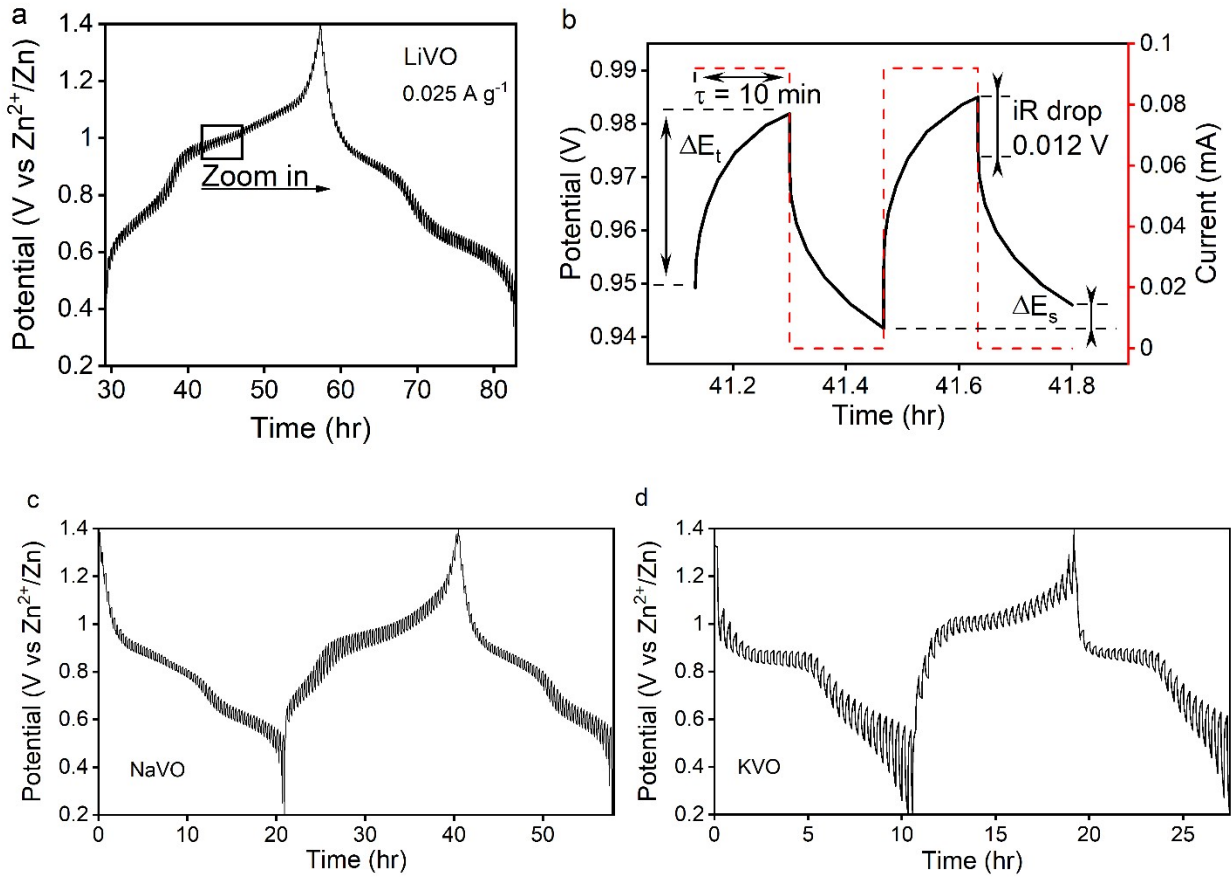 a
1.4
1.2
1
0.8
0.6
0.4
0.2
Potential (V vs Zn²⁺/Zn)
LiVO
0.025 A g⁻¹
Zoom in
30 40 50 60 70 80
Time (hr)
b
0.99
0.98
0.97
0.96
0.95
0.94
Potential (V)
τ = 10 min
ΔEₜ
iR drop
0.012 V
ΔEₛ
0.1
0.08
0.06
0.04
0.02
0
Current (mA)
41.2 41.4 41.6 41.8
Time (hr)
c
1.4
1.2
1
0.8
0.6
0.4
0.2
Potential (V vs Zn²⁺/Zn)
NaVO
0 10 20 30 40 50
Time (hr)
d
1.4
1.2
1
0.8
0.6
0.4
0.2
Potential (V vs Zn²⁺/Zn)
KVO
0 5 10 15 20 25
Time (hr)